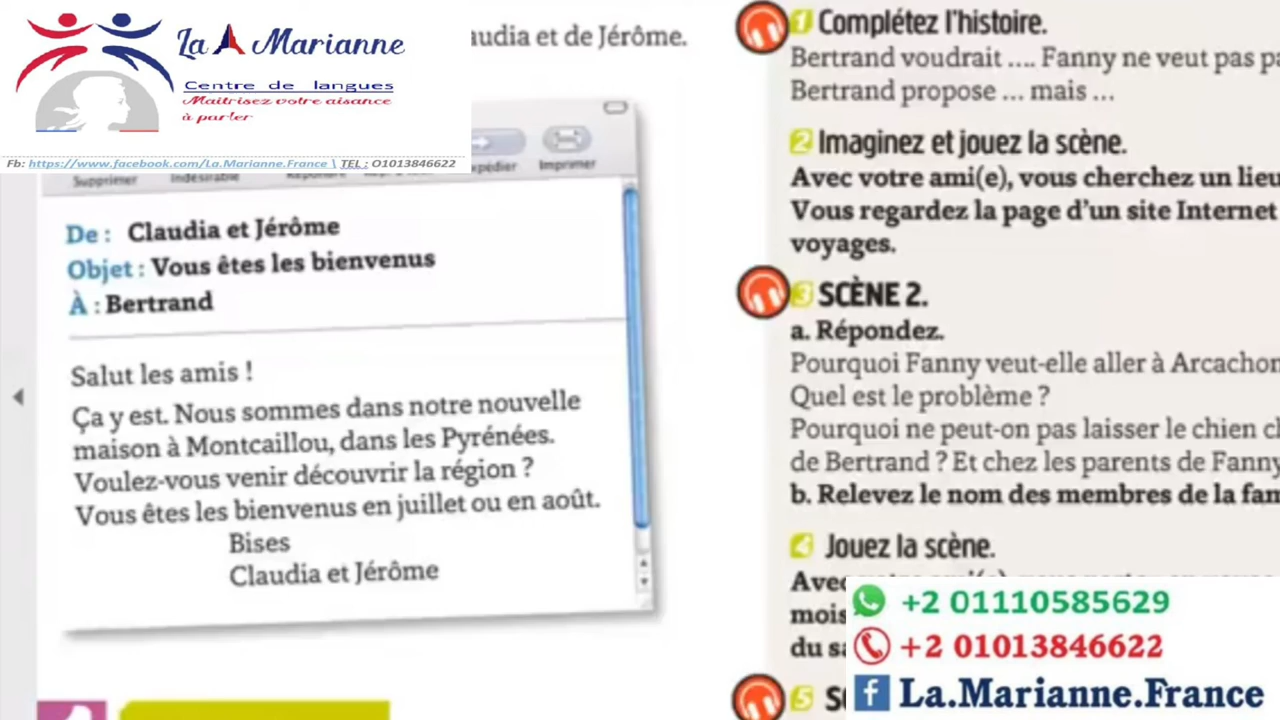 La Marianne
Centre de langues
Maîtrisez votre aisance
à parler
Fb: https://www.facebook.com/La.Marianne.France \ TEL : 01013846622
et de Jérôme.
Supprimer Indésirable Imprimer
De : Claudia et Jérôme
Objet : Vous êtes les bienvenus
À : Bertrand
Salut les amis !
Ça y est. Nous sommes dans notre nouvelle
maison à Montcaillou, dans les Pyrénées.
Voulez-vous venir découvrir la région ?
Vous êtes les bienvenus en juillet ou en août.
Bises
Claudia et Jérôme
1 Complétez l'histoire.
Bertrand voudrait .... Fanny ne veut pas
Bertrand propose ... mais ...
2 Imaginez et jouez la scène.
Avec votre ami(e), vous cherchez un lieu
Vous regardez la page d'un site Internet
voyages.
3 SCÈNE 2.
a. Répondez.
Pourquoi Fanny veut-elle aller à Arcachon
Quel est le problème ?
Pourquoi ne peut-on pas laisser le chien
de Bertrand ? Et chez les parents de Fanny
b. Relevez le nom des membres de la
4 Jouez la scène.
5
+2 01110585629
+2 01013846622
La.Marianne.France